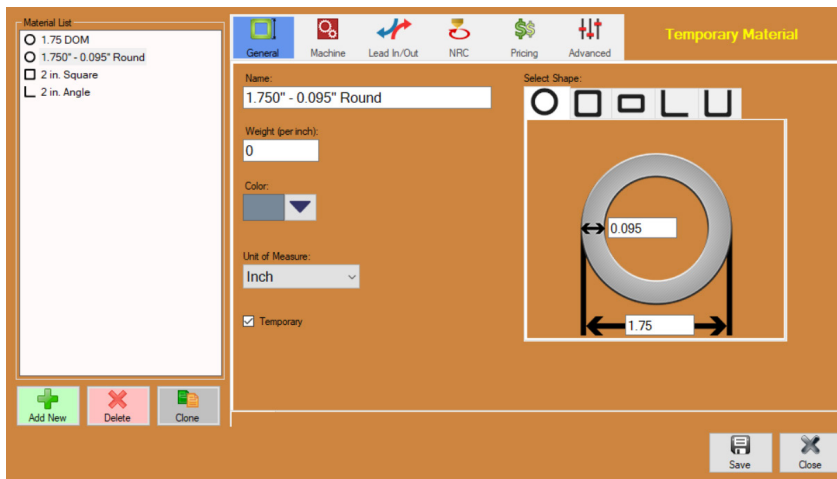 Material List
1.75 DOM
1.750" - 0.095" Round
2 in. Square
2 in. Angle
Add New
Delete
Clone
General
Machine
Lead In/Out
NRC
Pricing
Advanced
Temporary Material
Name:
1.750" - 0.095" Round
Weight (per inch):
0
Color:
Unit of Measure:
Inch
Temporary
Select Shape:
0.095
1.75
Save
Close